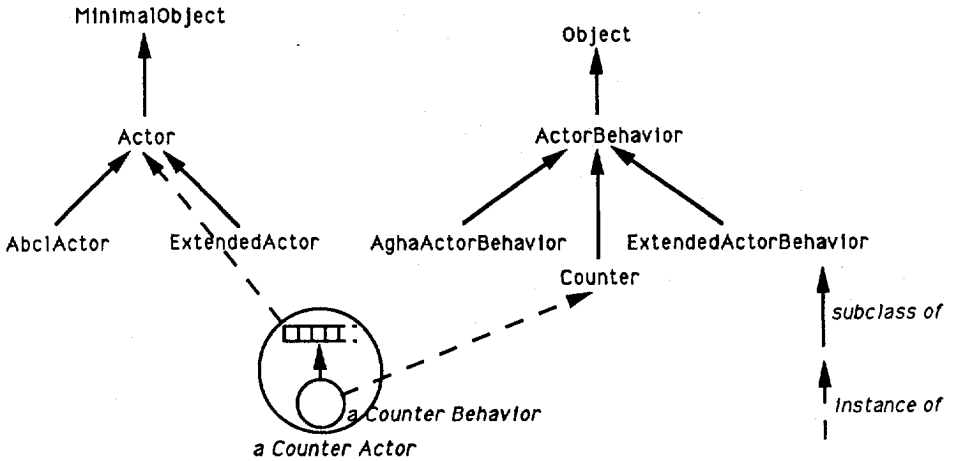 MinimalObject
Object
Actor
ActorBehavior
AbclActor
ExtendedActor
AghaActorBehavior
ExtendedActorBehavior
Counter
subclass of
instance of
a Counter Behavior
a Counter Actor